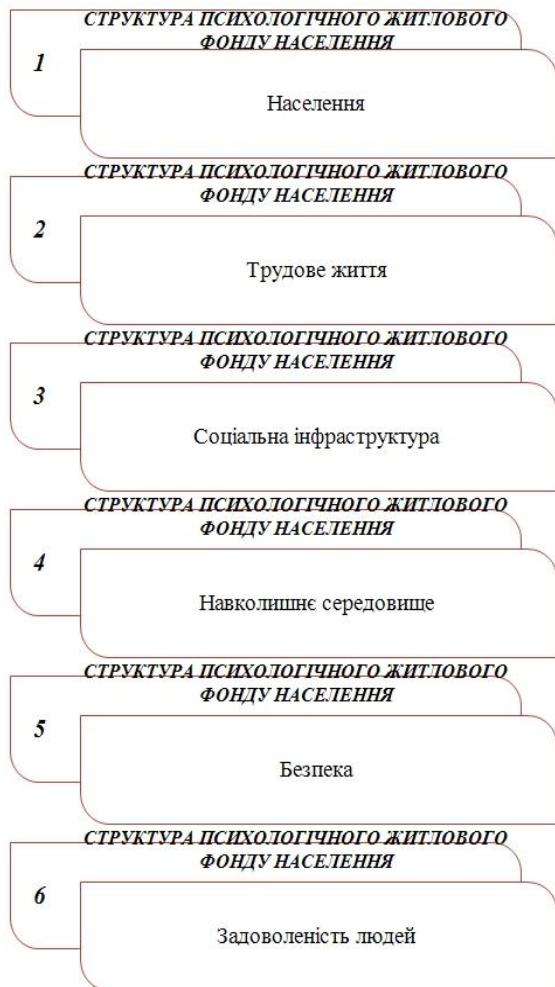 СТРУКТУРА ПСИХОЛОГІЧНОГО ЖИТЛОВОГО
ФОНДУ НАСЕЛЕННЯ
1
Населення
СТРУКТУРА ПСИХОЛОГІЧНОГО ЖИТЛОВОГО
ФОНДУ НАСЕЛЕННЯ
2
Трудове життя
СТРУКТУРА ПСИХОЛОГІЧНОГО ЖИТЛОВОГО
ФОНДУ НАСЕЛЕННЯ
3
Соціальна інфраструктура
СТРУКТУРА ПСИХОЛОГІЧНОГО ЖИТЛОВОГО
ФОНДУ НАСЕЛЕННЯ
4
Навколишнє середовище
СТРУКТУРА ПСИХОЛОГІЧНОГО ЖИТЛОВОГО
ФОНДУ НАСЕЛЕННЯ
5
Безпека
СТРУКТУРА ПСИХОЛОГІЧНОГО ЖИТЛОВОГО
ФОНДУ НАСЕЛЕННЯ
6
Задоволеність людей